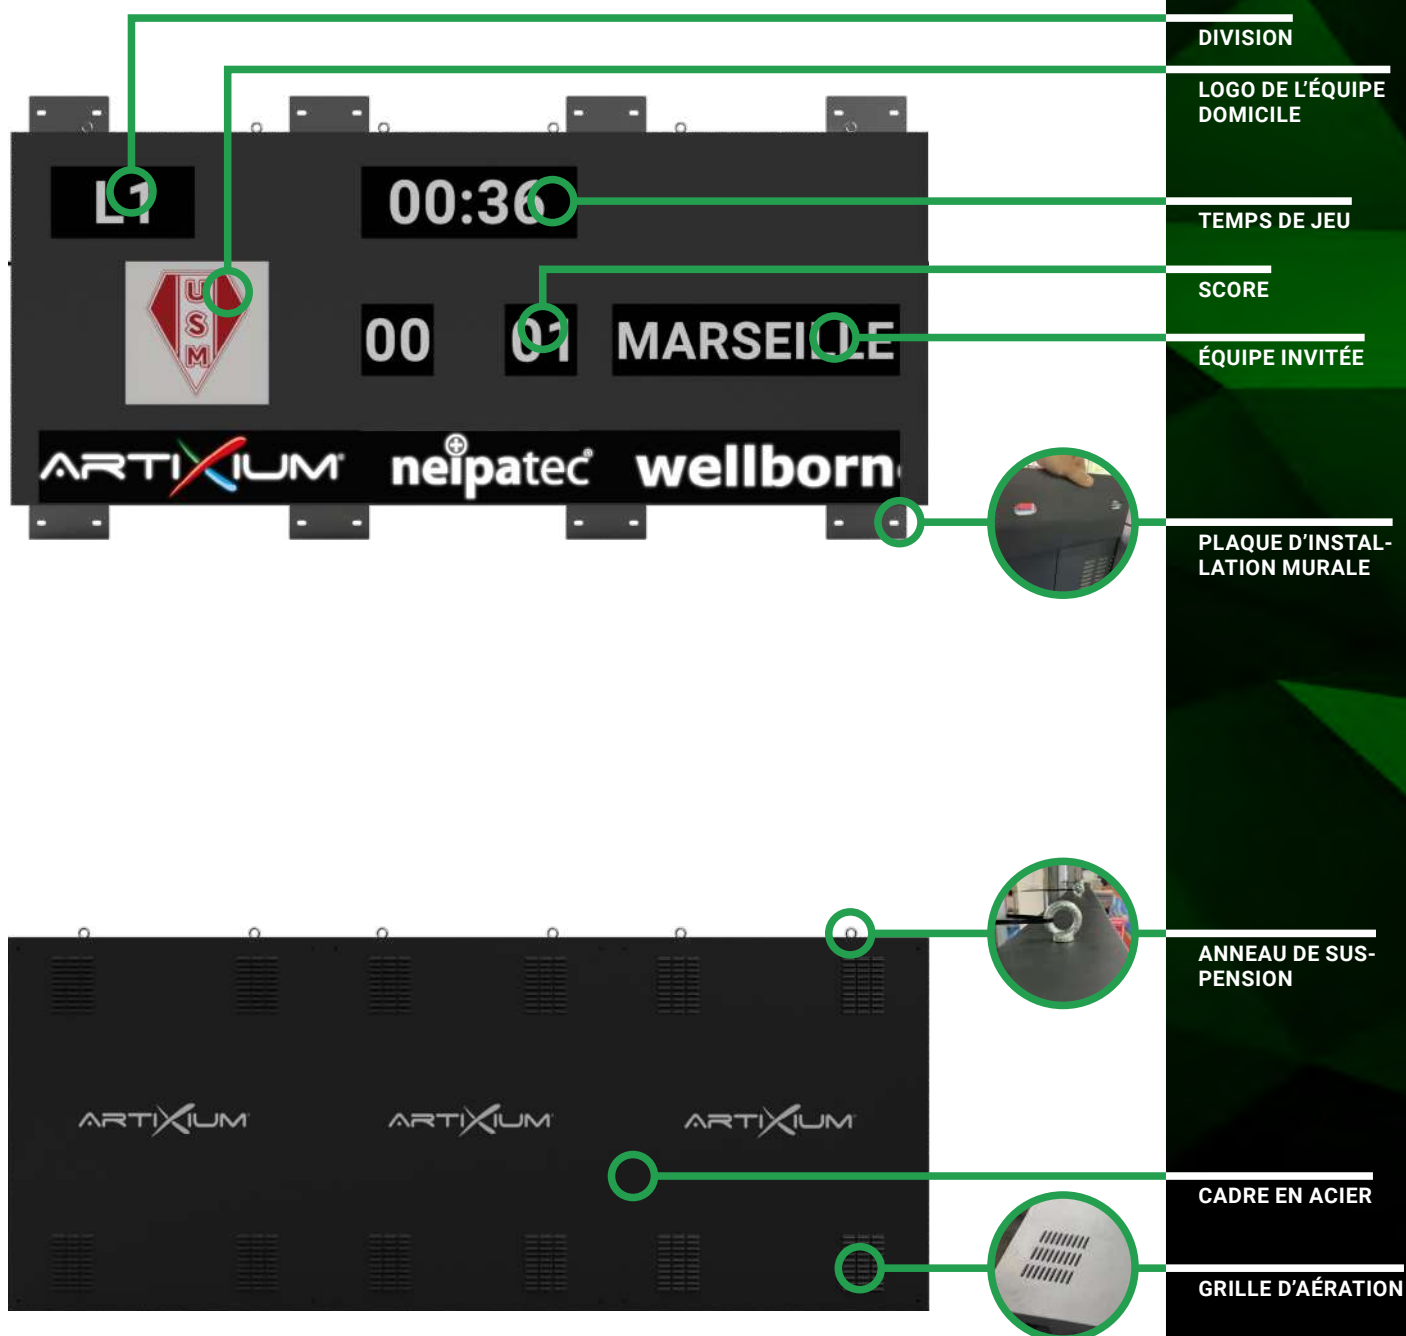 DIVISION
LOGO DE L'ÉQUIPE
DOMICILE
L1
00:36
TEMPS DE JEU
SCORE
USM
00 01 MARSEILLE
ÉQUIPE INVITÉE
ARTIXIUM® neipatec® wellborn
PLAQUE D'INSTAL-
LATION MURALE
ANNEAU DE SUS-
PENSION
ARTIXIUM ARTIXIUM ARTIXIUM
CADRE EN ACIER
GRILLE D'AÉRATION